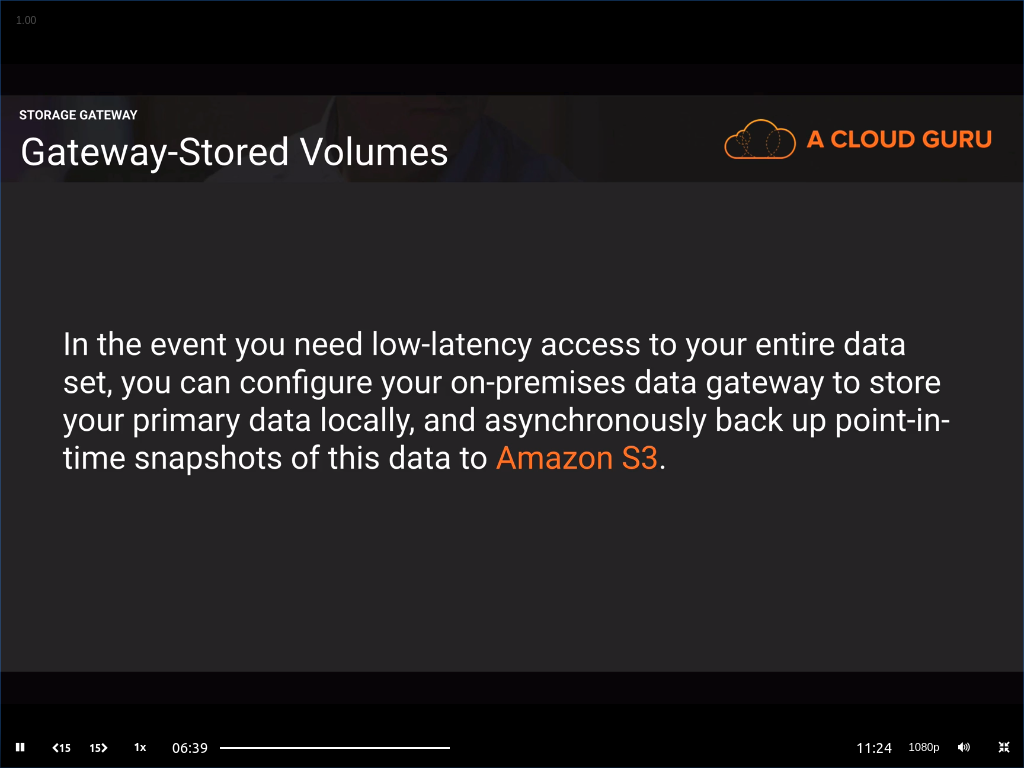 1.00
STORAGE GATEWAY
Gateway-Stored Volumes
A CLOUD GURU
In the event you need low-latency access to your entire data
set, you can configure your on-premises data gateway to store
your primary data locally, and asynchronously back up point-in-
time snapshots of this data to Amazon S3.
15 15 1x 06:39 11:24 1080p